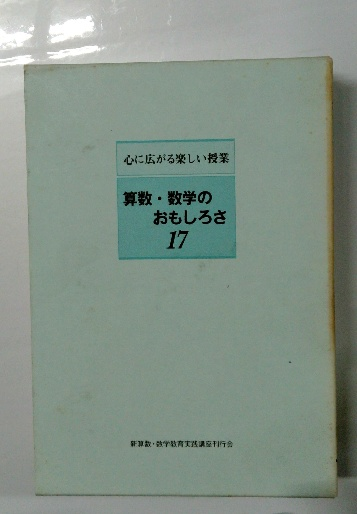 心に広がる楽しい授業
算数・数学の
おもしろさ
17
新算数・数学教育実践講座刊行会